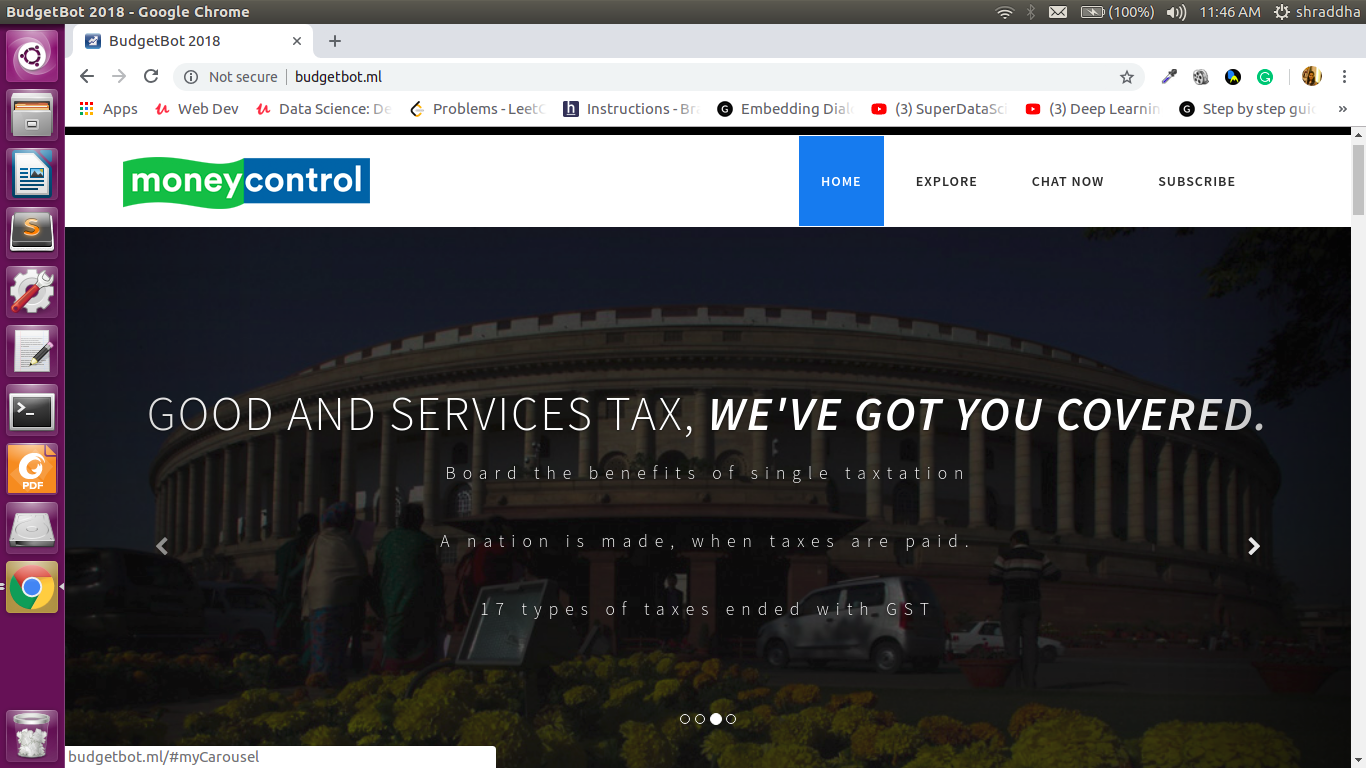 BudgetBot 2018 - Google Chrome
(100%)
11:46 AM
shraddha
BudgetBot 2018
Not secure
budgetbot.ml
Apps
Web Dev
Data Science: De
Problems - LeetC
Instructions - Bra
Embedding Dial
(3) SuperDataSci
(3) Deep Learnin
Step by step guid
»
moneycontrol
HOME
EXPLORE
CHAT NOW
SUBSCRIBE
GOOD AND SERVICES TAX, WE'VE GOT YOU COVERED.
Board the benefits of single taxtation
A nation is made, when taxes are paid.
17 types of taxes ended with GST
PDF
budgetbot.ml/#myCarousel